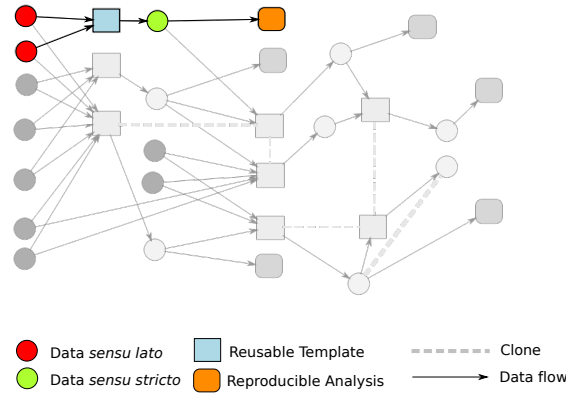 Data sensu lato
Reusable Template
Clone
Data sensu stricto
Reproducible Analysis
Data flow